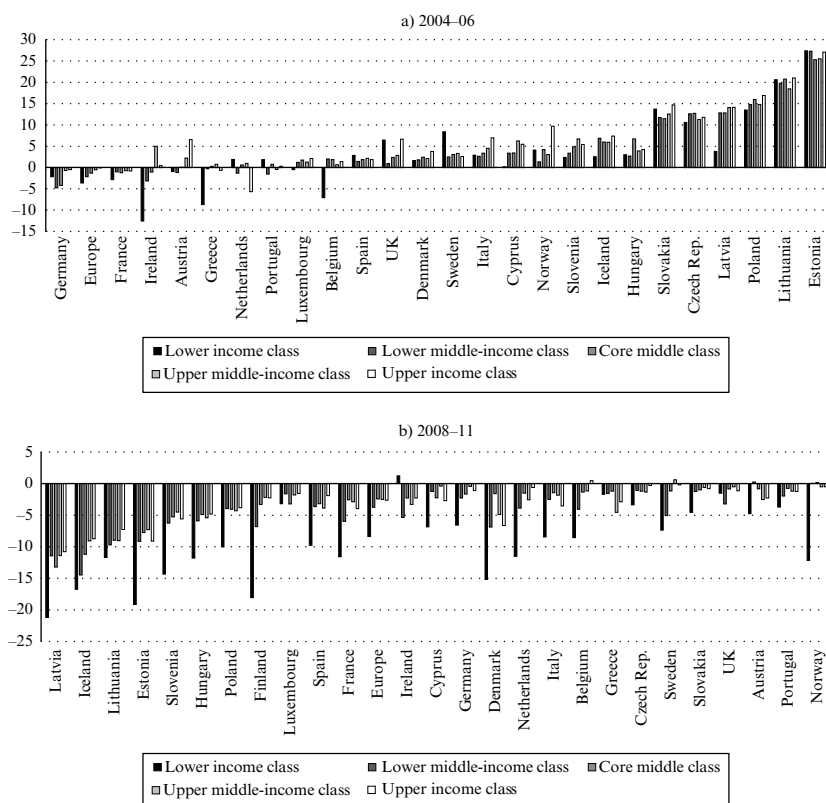 a) 2004–06
30
25
20
15
10
5
0
–5
–10
–15
Germany
Europe
France
Ireland
Austria
Greece
Netherlands
Portugal
Luxembourg
Belgium
Spain
UK
Denmark
Sweden
Italy
Cyprus
Norway
Slovenia
Iceland
Hungary
Slovakia
Czech Rep.
Latvia
Poland
Lithuania
Estonia
Lower income class Lower middle-income class Core middle class
Upper middle-income class Upper income class
b) 2008–11
5
0
–5
–10
–15
–20
–25
Latvia
Iceland
Lithuania
Estonia
Slovenia
Hungary
Poland
Finland
Luxembourg
Spain
France
Europe
Ireland
Cyprus
Germany
Denmark
Netherlands
Italy
Belgium
Greece
Czech Rep.
Sweden
Slovakia
UK
Austria
Portugal
Norway
Lower income class Lower middle-income class Core middle class
Upper middle-income class Upper income class